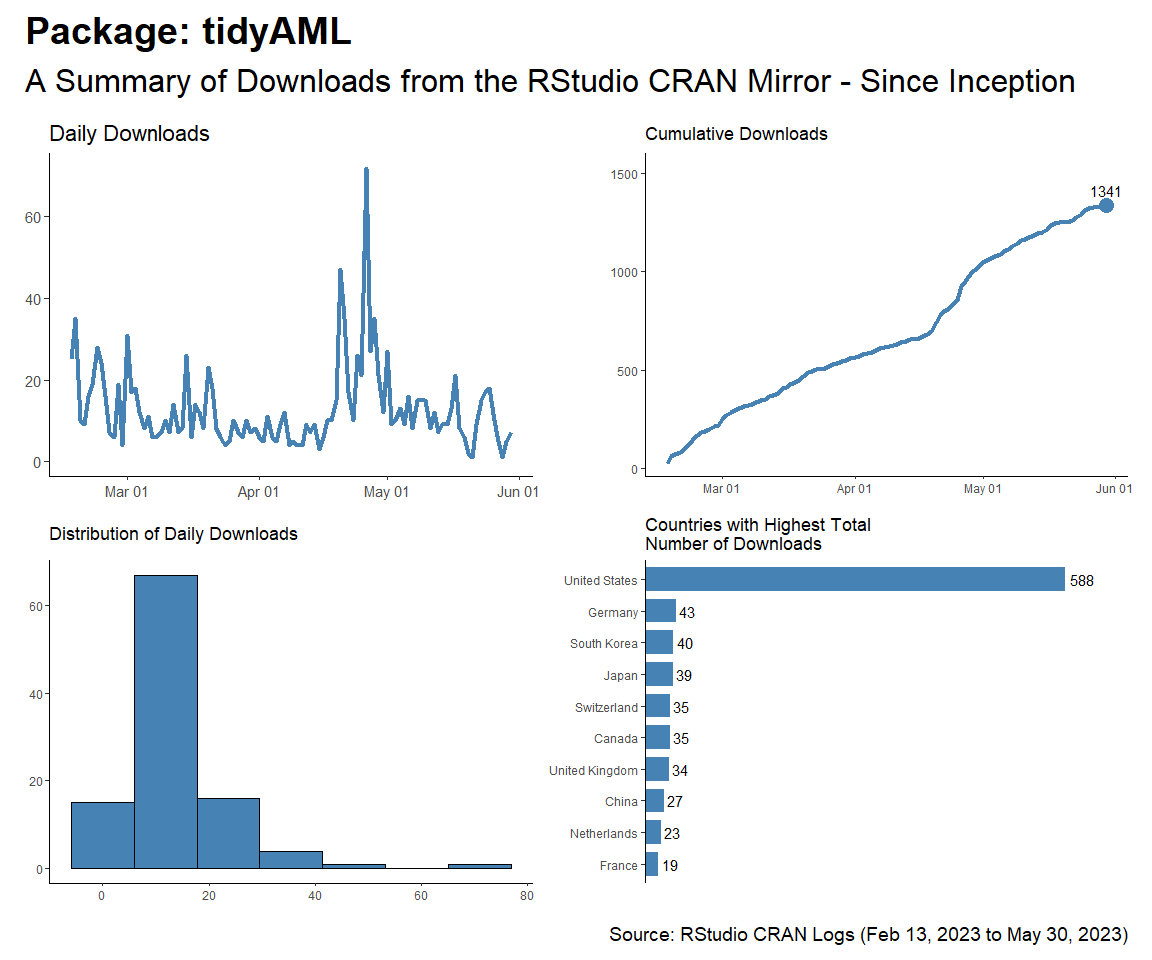 Package: tidyAML
A Summary of Downloads from the RStudio CRAN Mirror - Since Inception
Daily Downloads
60
40
20
0
Mar 01 Apr 01 May 01 Jun 01
Cumulative Downloads
1500
1000
500
0
1341
Mar 01 Apr 01 May 01 Jun 01
Distribution of Daily Downloads
60
40
20
0
0 20 40 60 80
Countries with Highest Total
Number of Downloads
United States 588
Germany 43
South Korea 40
Japan 39
Switzerland 35
Canada 35
United Kingdom 34
China 27
Netherlands 23
France 19
Source: RStudio CRAN Logs (Feb 13, 2023 to May 30, 2023)